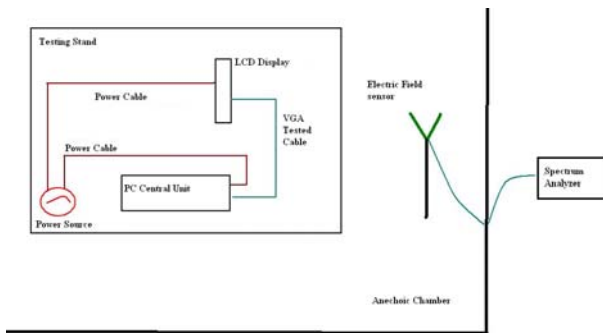 Testing Stand
LCD Display
Power Cable
VGA
Tested
Cable
Power Cable
PC Central Unit
Power Source
Electric Field
sensor
Spectrum
Analyzer
Anechoic Chamber